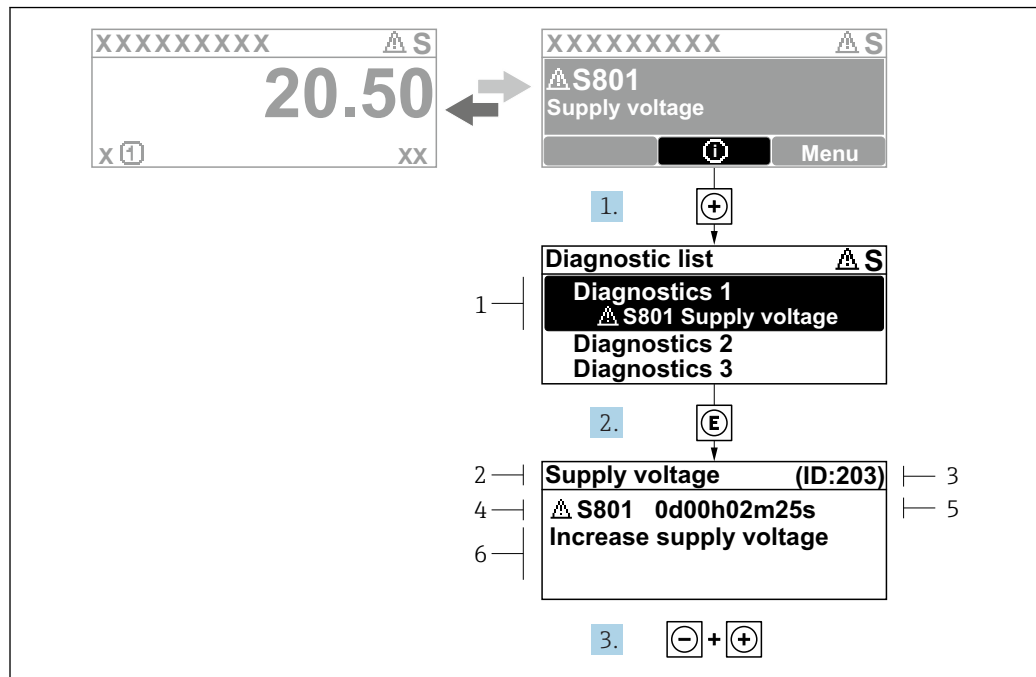 XXXXXXXXX ⚠ S
20.50
x ① xx
XXXXXXXXX ⚠ S
⚠ S801
Supply voltage
ⓘ Menu
1. +
Diagnostic list ⚠ S
1
Diagnostics 1
⚠ S801 Supply voltage
Diagnostics 2
Diagnostics 3
2. E
2 Supply voltage (ID:203) 3
4 ⚠ S801 0d00h02m25s 5
6 Increase supply voltage
3. − + +